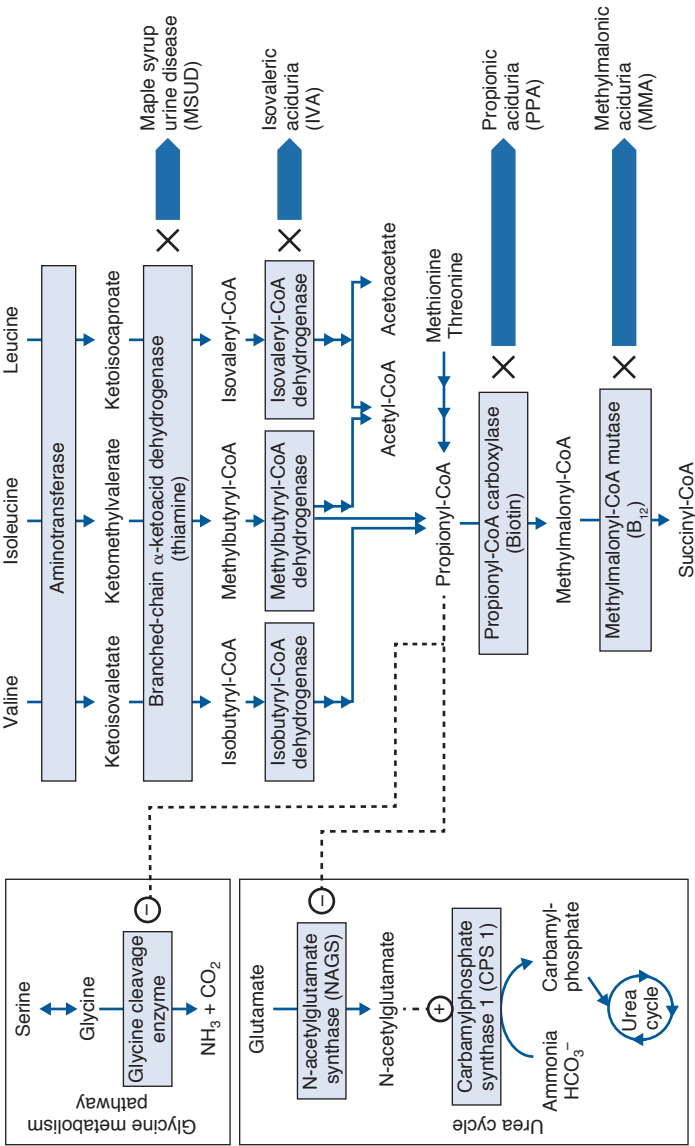 Valine
Isoleucine
Leucine
Aminotransferase
Ketoisovaletate
Ketomethylvalerate
Ketoisocaproate
Branched-chain α-ketoacid dehydrogenase
(thiamine)
Maple syrup
urine disease
(MSUD)
Isobutyryl-CoA
Methylbutyryl-CoA
Isovaleryl-CoA
Isobutyryl-CoA
dehydrogenase
Methylbutyryl-CoA
dehydrogenase
Isovaleryl-CoA
dehydrogenase
Isovaleric
aciduria
(IVA)
Acetyl-CoA
Acetoacetate
Propionyl-CoA
Methionine
Threonine
Propionyl-CoA carboxylase
(Biotin)
Propionic
aciduria
(PPA)
Methylmalonyl-CoA
Methylmalonyl-CoA mutase
(B₁₂)
Methylmalonic
aciduria
(MMA)
Succinyl-CoA
Glycine metabolism
pathway
Serine
Glycine
Glycine cleavage
enzyme
−
NH₃ + CO₂
Urea cycle
Glutamate
N-acetylglutamate
synthase (NAGS)
−
N-acetylglutamate
+
Carbamylphosphate
synthase 1 (CPS 1)
Ammonia
HCO₃⁻
Carbamyl-
phosphate
Urea
cycle